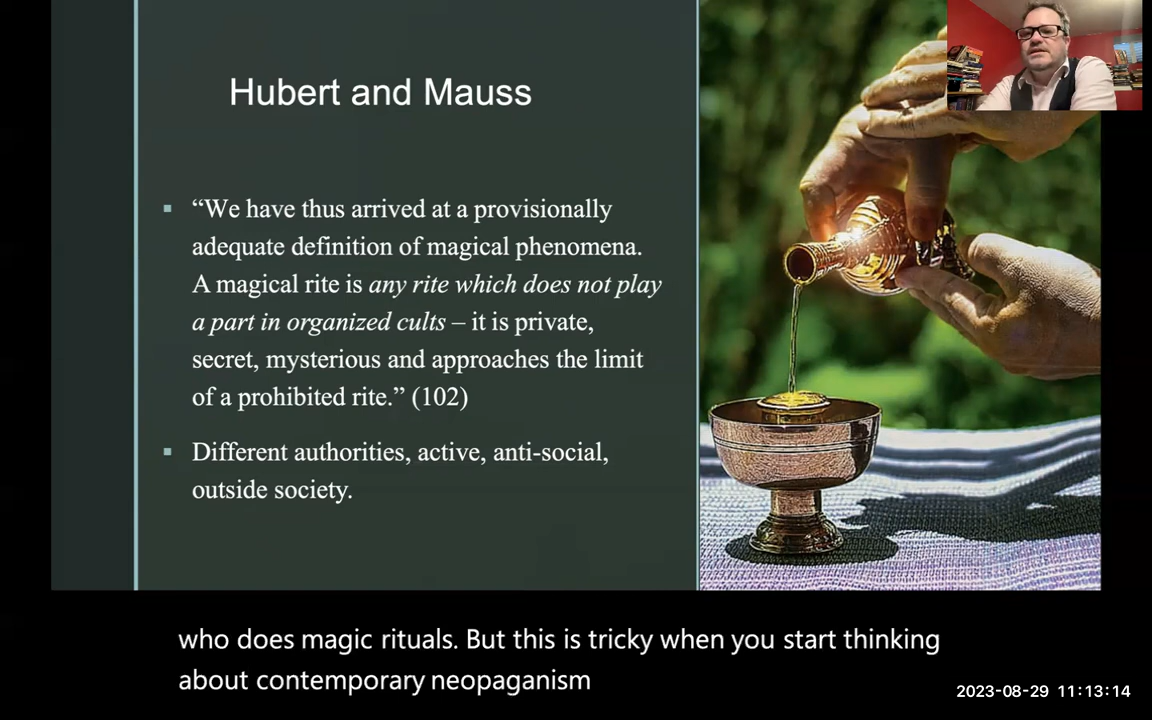 Hubert and Mauss
▪ “We have thus arrived at a provisionally
adequate definition of magical phenomena.
A magical rite is any rite which does not play
a part in organized cults – it is private,
secret, mysterious and approaches the limit
of a prohibited rite.” (102)
▪ Different authorities, active, anti-social,
outside society.
who does magic rituals. But this is tricky when you start thinking
about contemporary neopaganism
2023-08-29 11:13:14